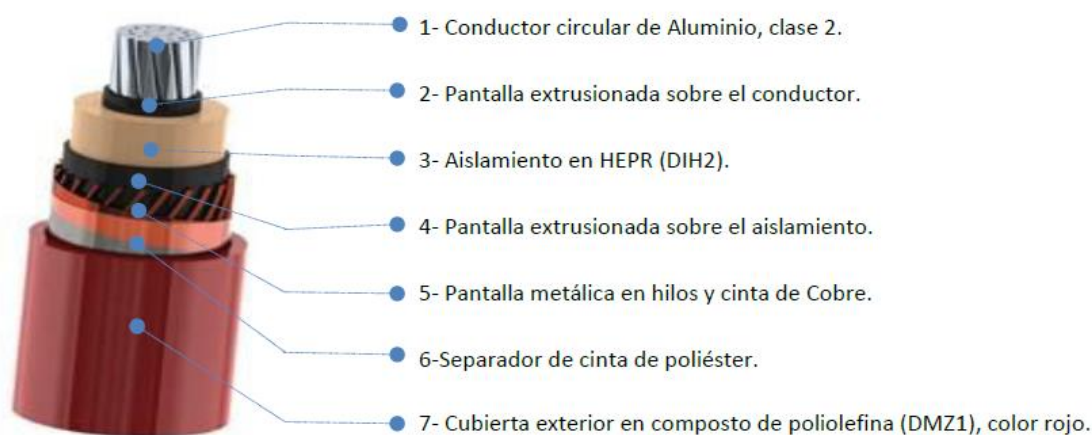 1- Conductor circular de Aluminio, clase 2.
2- Pantalla extrusionada sobre el conductor.
3- Aislamiento en HEPR (DIH2).
4- Pantalla extrusionada sobre el aislamiento.
5- Pantalla metálica en hilos y cinta de Cobre.
6-Separador de cinta de poliéster.
7- Cubierta exterior en composto de poliolefina (DMZ1), color rojo.